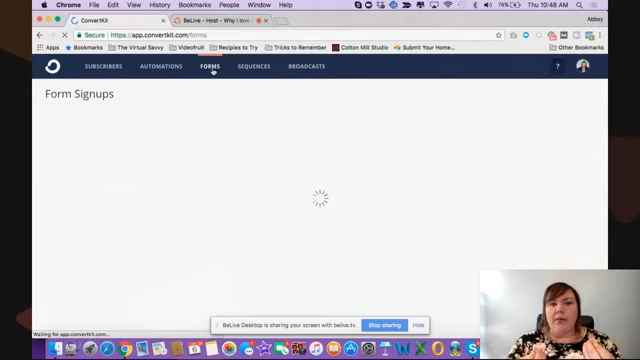 Chrome File Edit View History Bookmarks People Window Help 74% Thu 10:48 AM
ConvertKit BeLive - Host - Why I love Abbey
Secure https://app.convertkit.com/forms
Apps Bookmarks The Virtual Savvy Videofruit Recipies to Try Tricks to Remember Cotton Mill Studio Submit Your Home... Other Bookmarks
SUBSCRIBERS AUTOMATIONS FORMS SEQUENCES BROADCASTS ?
Form Signups
BeLive Desktop is sharing your screen with belive.tv. Stop sharing Hide
Waiting for app.convertkit.com...